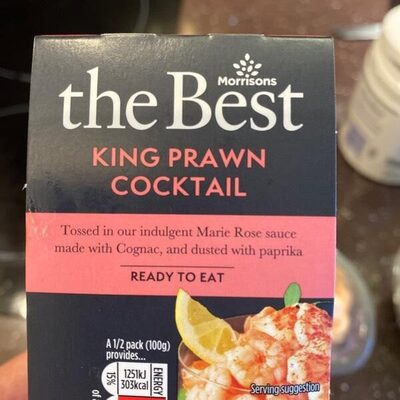 Morrisons
the Best
KING PRAWN
COCKTAIL
Tossed in our indulgent Marie Rose sauce
made with Cognac, and dusted with paprika
READY TO EAT
A 1/2 pack (100g)
provides...
ENERGY
1251kJ
303kcal
15%
of
Serving suggestion